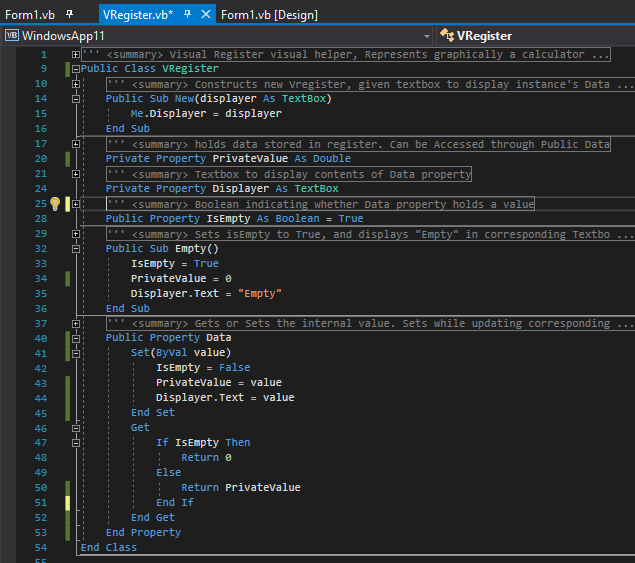 Form1.vb
VRegister.vb*
Form1.vb [Design]
VB WindowsApp11
VRegister
1 ''' <summary> Visual Register visual helper, Represents graphically a calculator ...
9 Public Class VRegister
10 ''' <summary> Constructs new Vregister, given textbox to display instance's Data ...
14 Public Sub New(displayer As TextBox)
15 Me.Displayer = displayer
16 End Sub
17 ''' <summary> holds data stored in register. Can be Accessed through Public Data
20 Private Property PrivateValue As Double
21 ''' <summary> Textbox to display contents of Data property
24 Private Property Displayer As TextBox
25 ''' <summary> Boolean indicating whether Data property holds a value
28 Public Property IsEmpty As Boolean = True
29 ''' <summary> Sets isEmpty to True, and displays "Empty" in corresponding Textbo ...
32 Public Sub Empty()
33 IsEmpty = True
34 PrivateValue = 0
35 Displayer.Text = "Empty"
36 End Sub
37 ''' <summary> Gets or Sets the internal value. Sets while updating corresponding ...
40 Public Property Data
41 Set(ByVal value)
42 IsEmpty = False
43 PrivateValue = value
44 Displayer.Text = value
45 End Set
46 Get
47 If IsEmpty Then
48 Return 0
49 Else
50 Return PrivateValue
51 End If
52 End Get
53 End Property
54 End Class
55